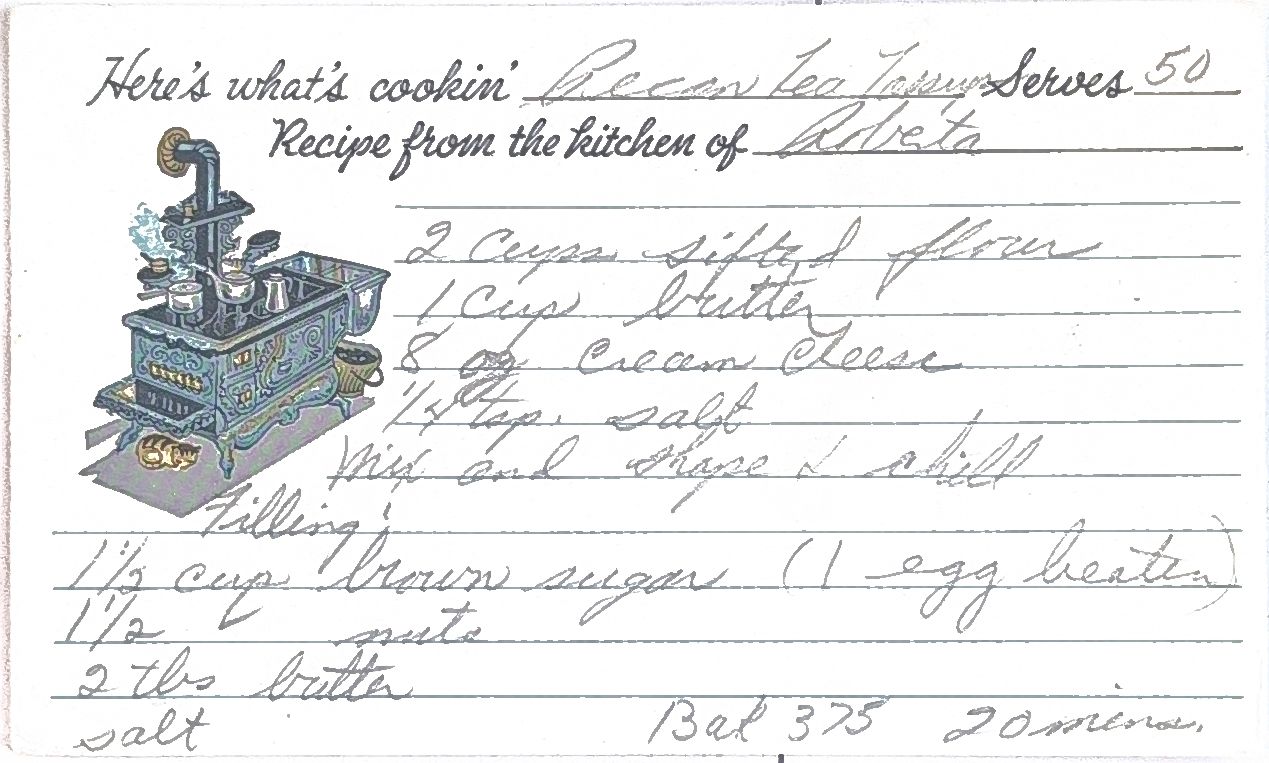 Here's what's cookin' Pecan Tea Tassies Serves 50
Recipe from the kitchen of Robeta
2 cups sifted flour
1 cup butter
8 oz cream cheese
1/4 tsp. salt
Mix and shape & chill
Filling:
1 1/2 cup brown sugar (1 egg beaten)
1 1/2 nuts
2 Tbs butter
salt Bak 375 20 mins.